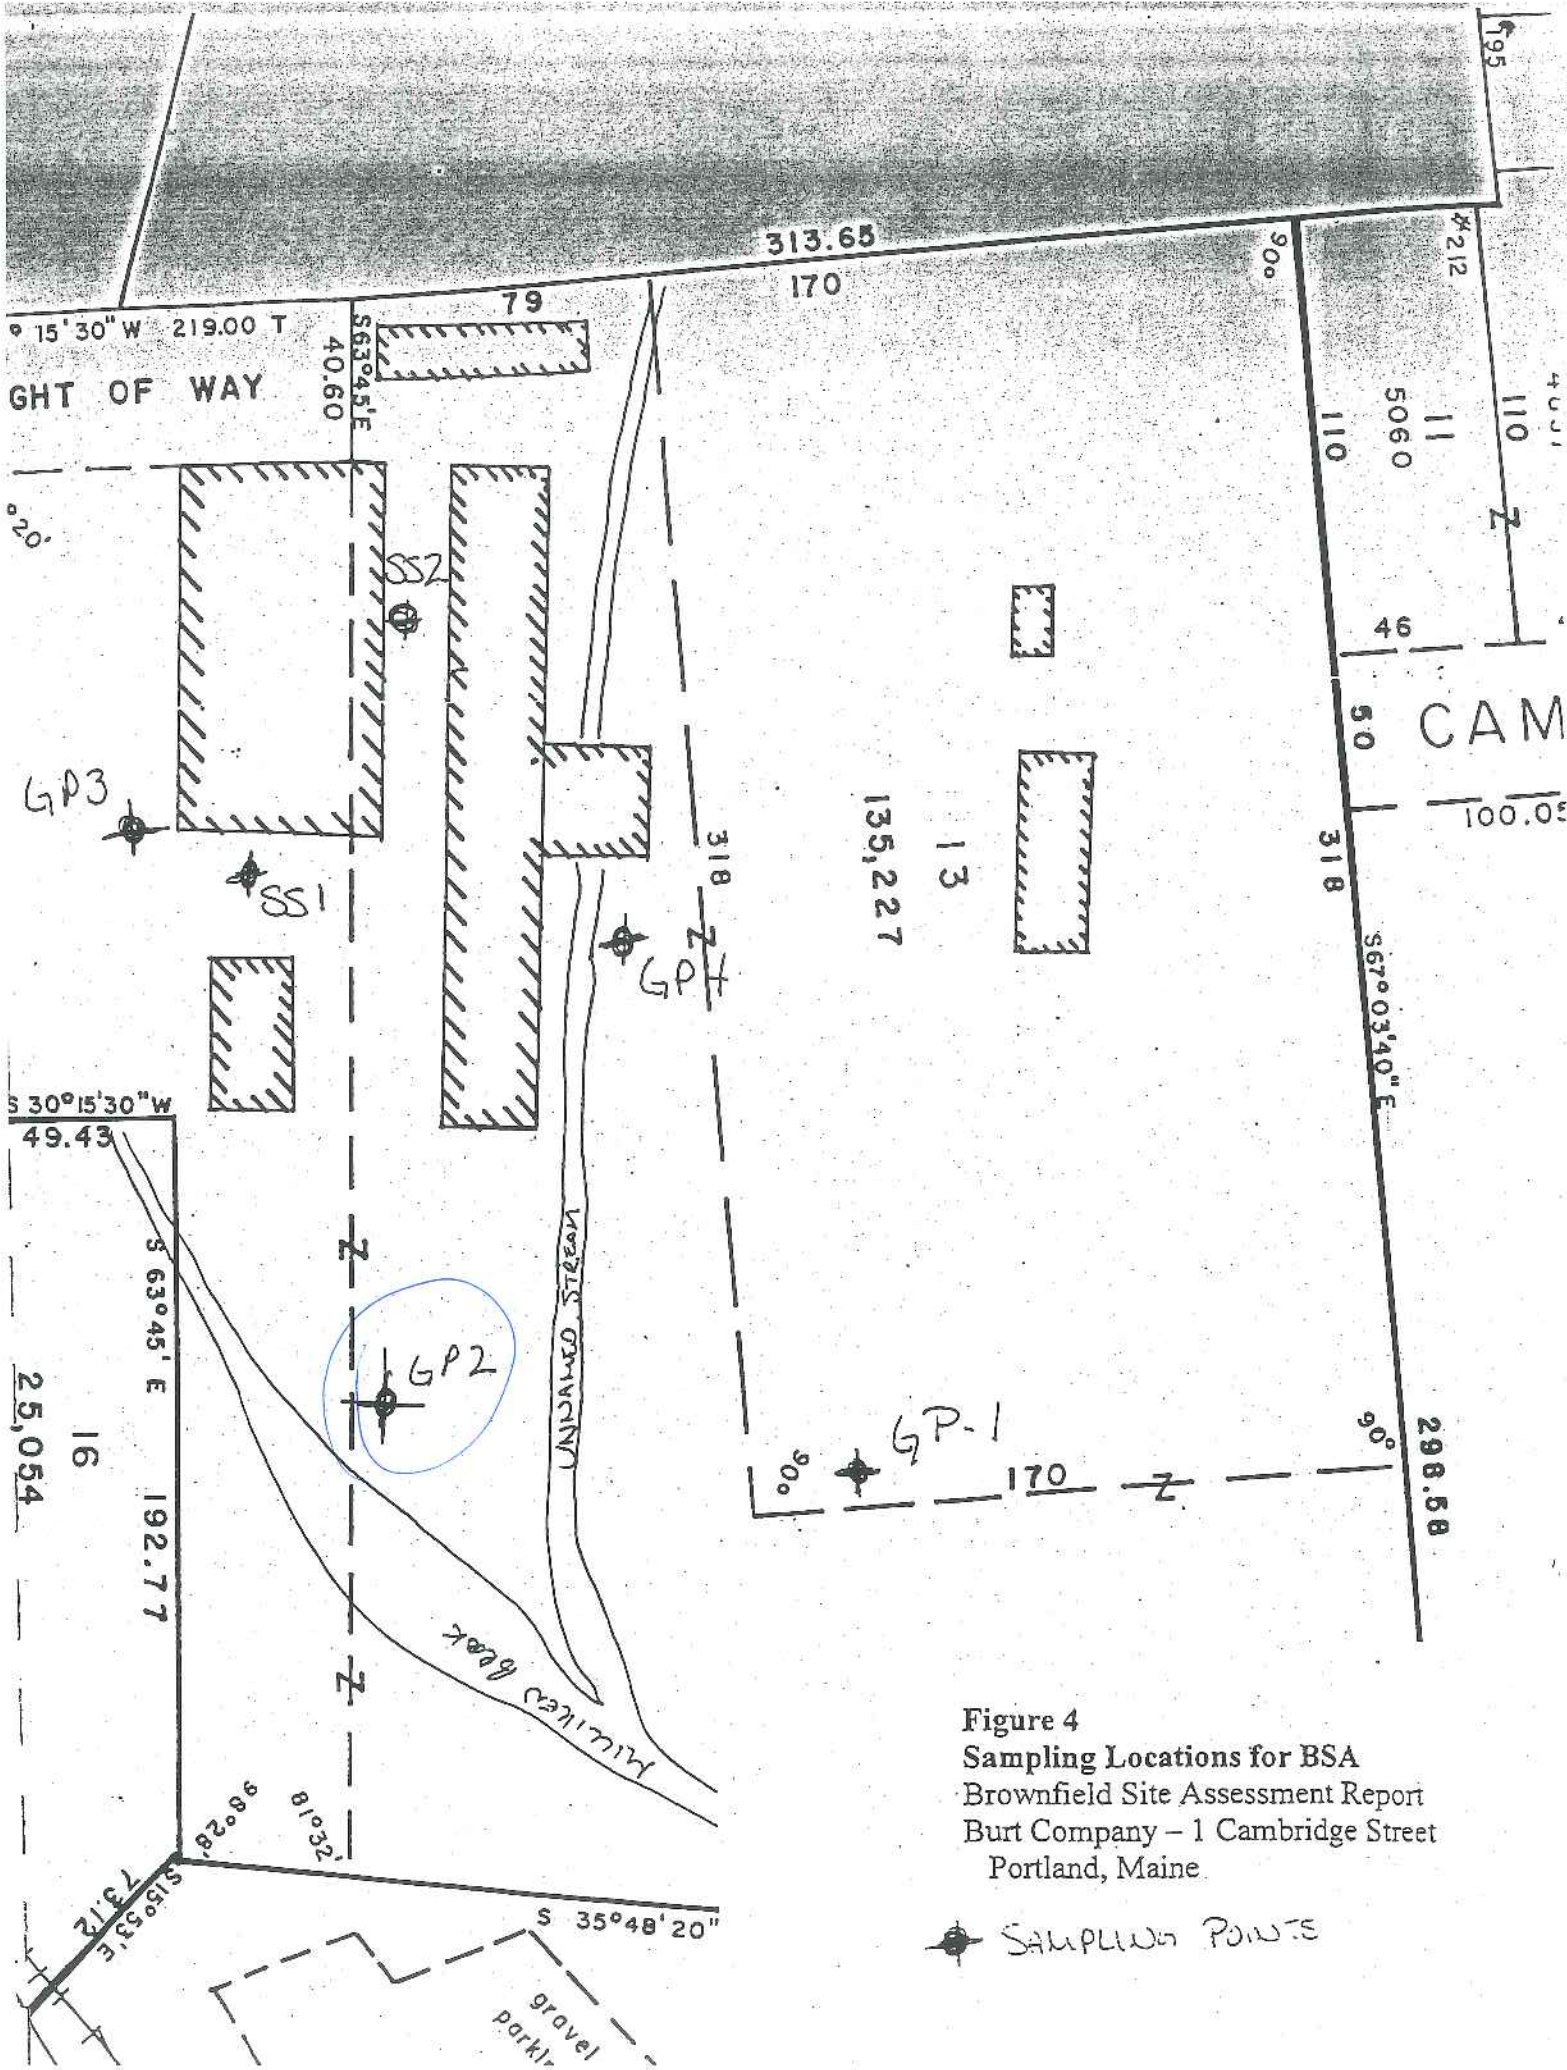 195
313.65
170
79
90°
212
° 15'30" W 219.00 T
S63°45'E
40.60
GHT OF WAY
110
5060
11
110
°20'
46
SS2
50
CAM
100.05
GP3
318
13
135,227
318
SS1
GP4
S67°03'40"E
S 30°15'30"W
49.43
UNNAMED STREAM
S 63°45' E 192.77
GP2
16
25,054
GP-1
90°
170
90°
298.58
MILLIKEN BROOK
98°28'
81°32'
S15°53'E
73.12
S 35°48'20"
gravel
Figure 4
Sampling Locations for BSA
Brownfield Site Assessment Report
Burt Company – 1 Cambridge Street
Portland, Maine
SAMPLING POINTS